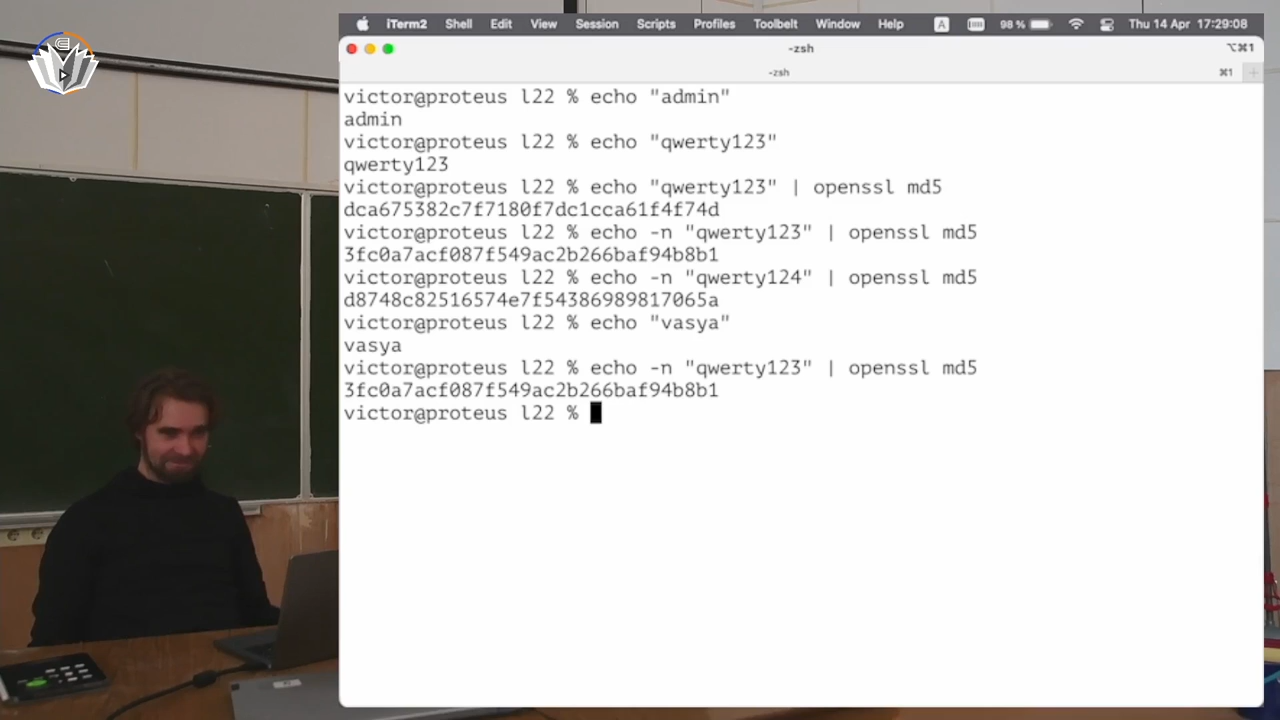 iTerm2 Shell Edit View Session Scripts Profiles Toolbelt Window Help A 98 % Thu 14 Apr 17:29:08
-zsh ⌥⌘1
-zsh ⌘1 +
victor@proteus l22 % echo "admin"
admin
victor@proteus l22 % echo "qwerty123"
qwerty123
victor@proteus l22 % echo "qwerty123" | openssl md5
dca675382c7f7180f7dc1cca61f4f74d
victor@proteus l22 % echo -n "qwerty123" | openssl md5
3fc0a7acf087f549ac2b266baf94b8b1
victor@proteus l22 % echo -n "qwerty124" | openssl md5
d8748c82516574e7f54386989817065a
victor@proteus l22 % echo "vasya"
vasya
victor@proteus l22 % echo -n "qwerty123" | openssl md5
3fc0a7acf087f549ac2b266baf94b8b1
victor@proteus l22 %